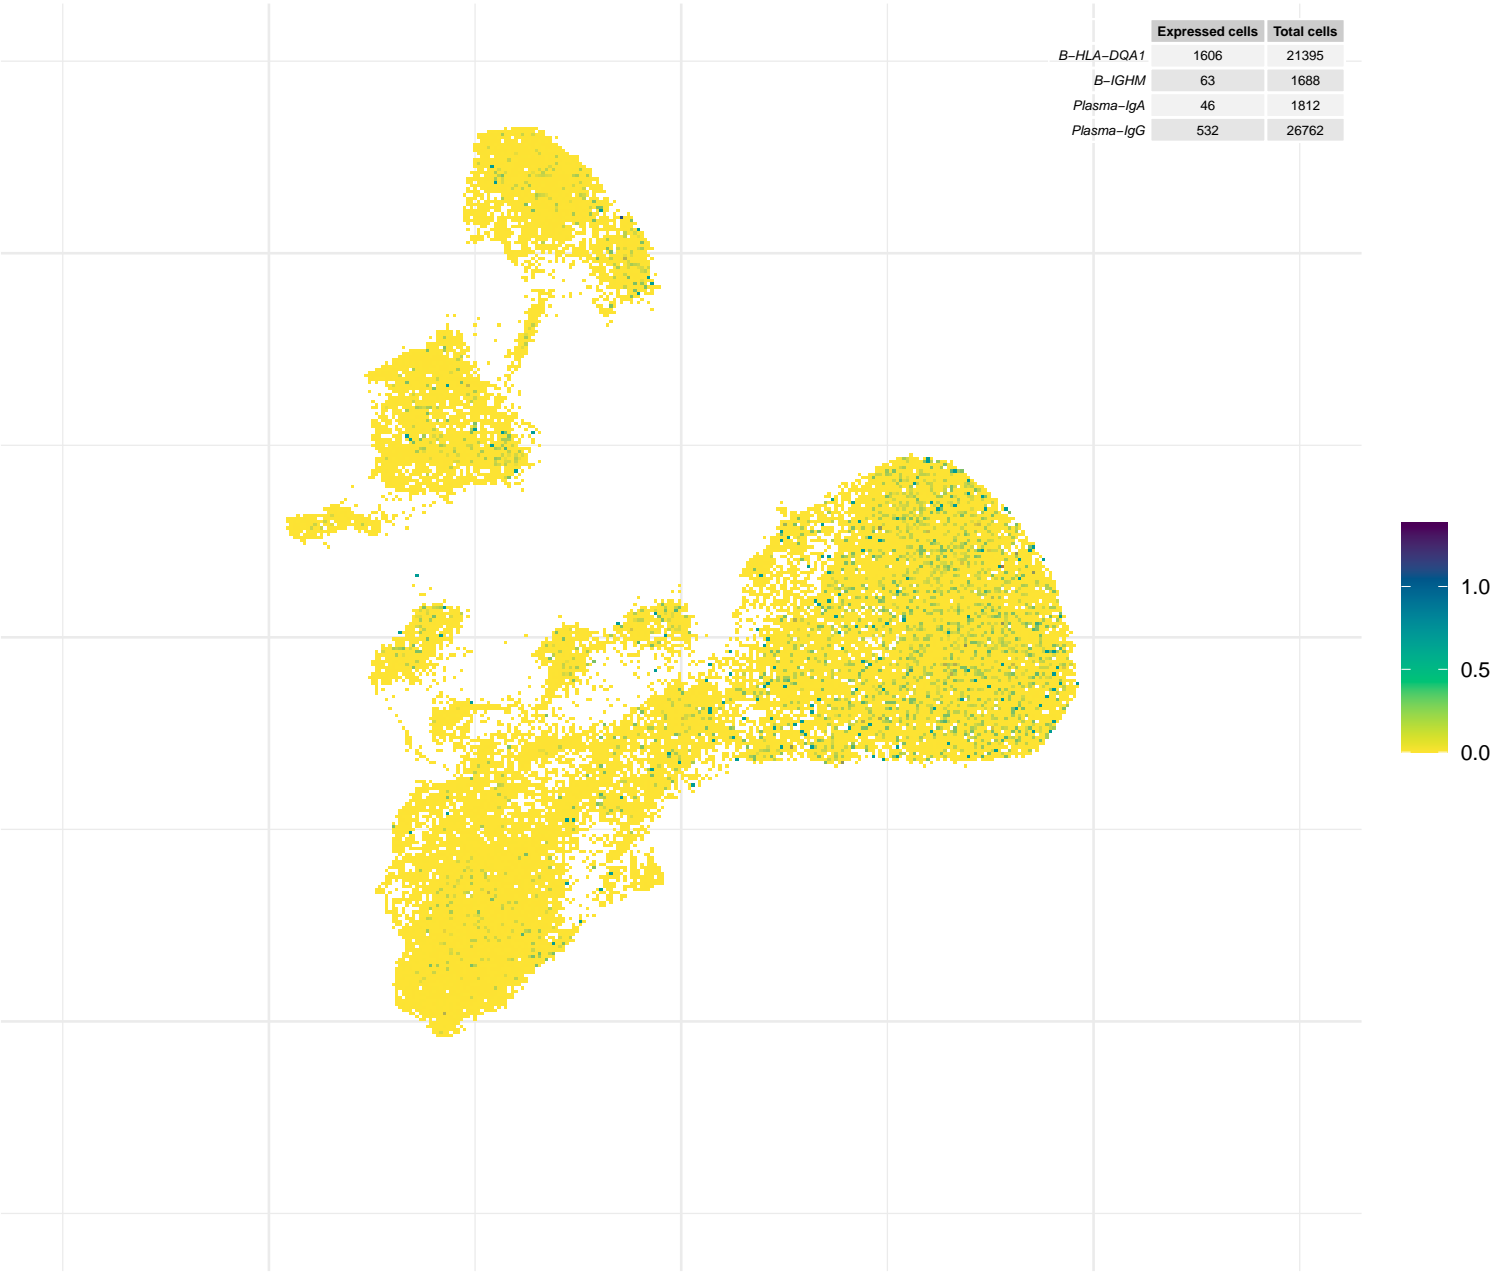 Expressed cells Total cells
B−HLA−DQA1 1606 21395
B−IGHM 63 1688
Plasma−IgA 46 1812
Plasma−IgG 532 26762
1.0
0.5
0.0